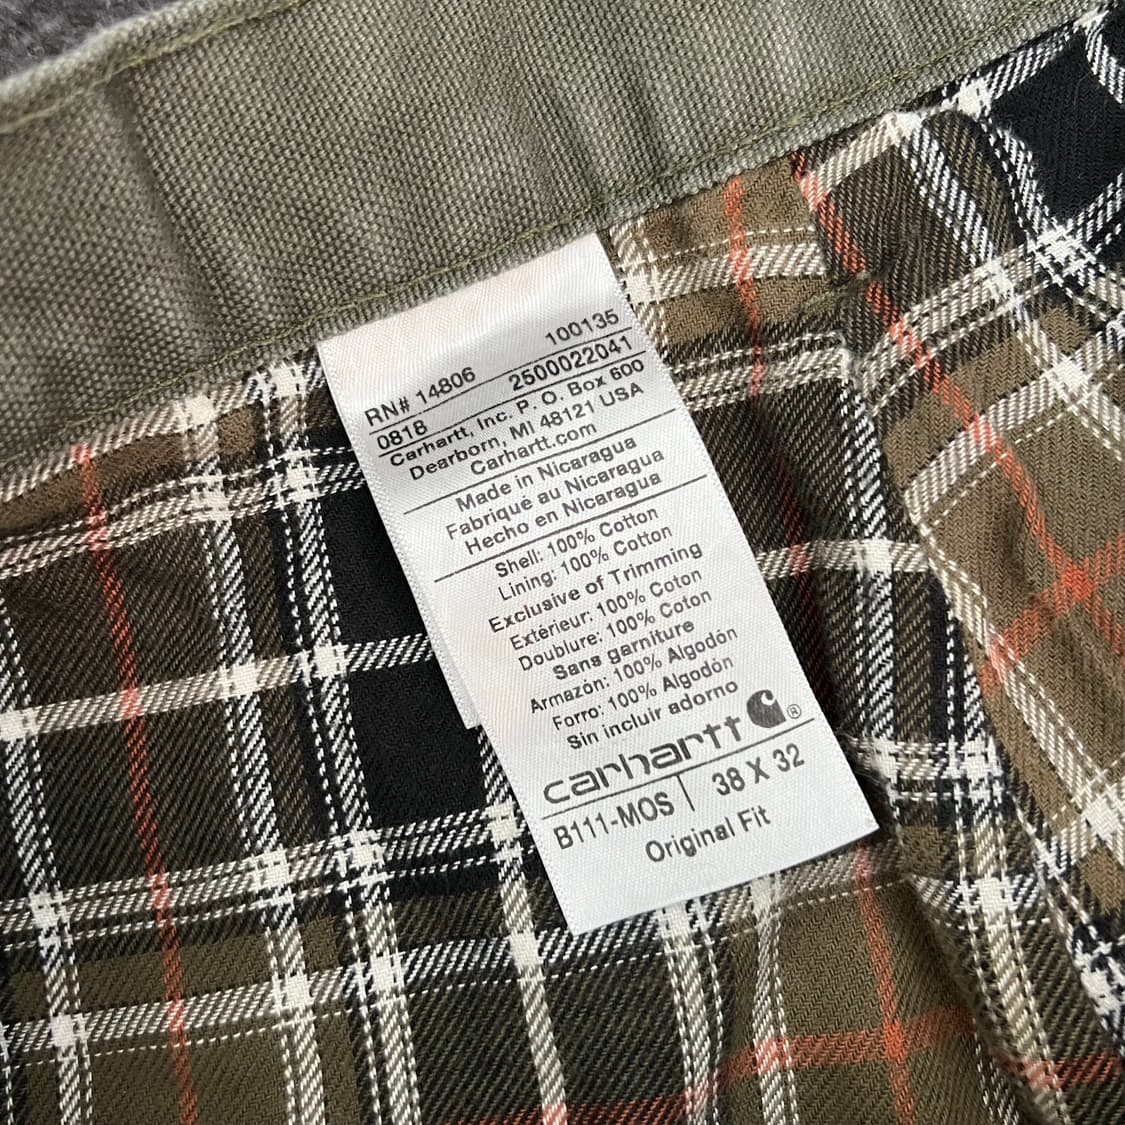 RN# 14806 100135
0818 2500022041
Carhartt, Inc. P. O. Box 600
Dearborn, MI 48121 USA
Carhartt.com
Made in Nicaragua
Fabriqué au Nicaragua
Hecho en Nicaragua
Shell: 100% Cotton
Lining: 100% Cotton
Exclusive of Trimming
Extérieur: 100% Coton
Doublure: 100% Coton
Sans garniture
Armazón: 100% Algodón
Forro: 100% Algodón
Sin incluir adorno
carhartt ®
B111-MOS | 38 X 32
Original Fit